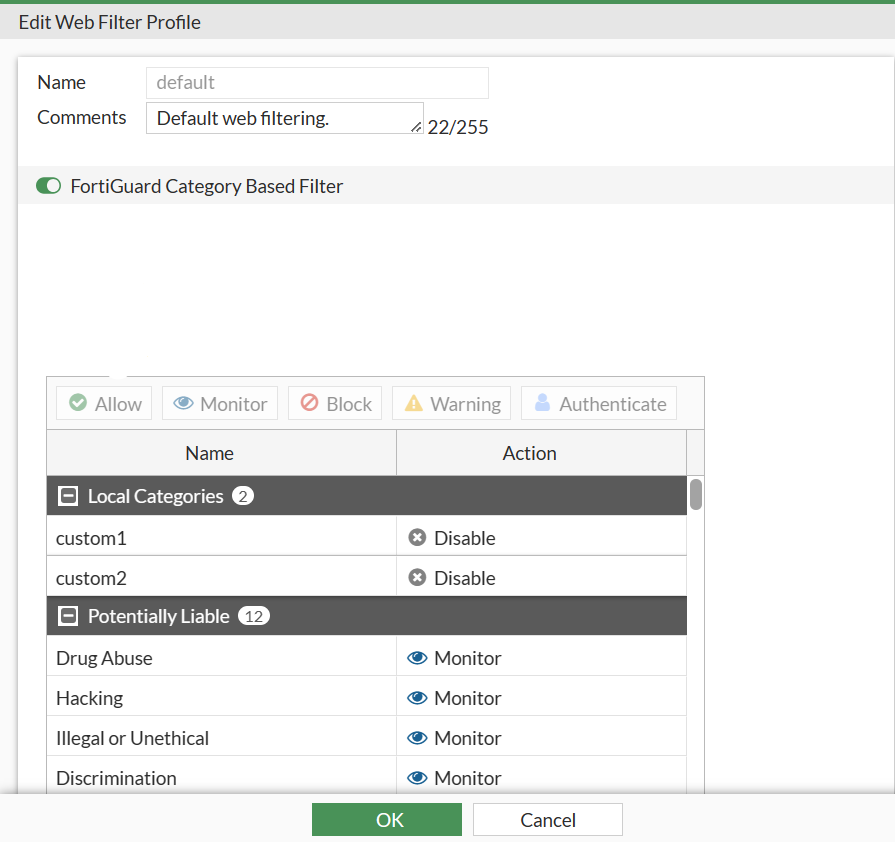 Edit Web Filter Profile
Name default
Comments Default web filtering. 22/255
FortiGuard Category Based Filter
Allow Monitor Block Warning Authenticate
Name Action
Local Categories 2
custom1 Disable
custom2 Disable
Potentially Liable 12
Drug Abuse Monitor
Hacking Monitor
Illegal or Unethical Monitor
Discrimination Monitor
OK Cancel